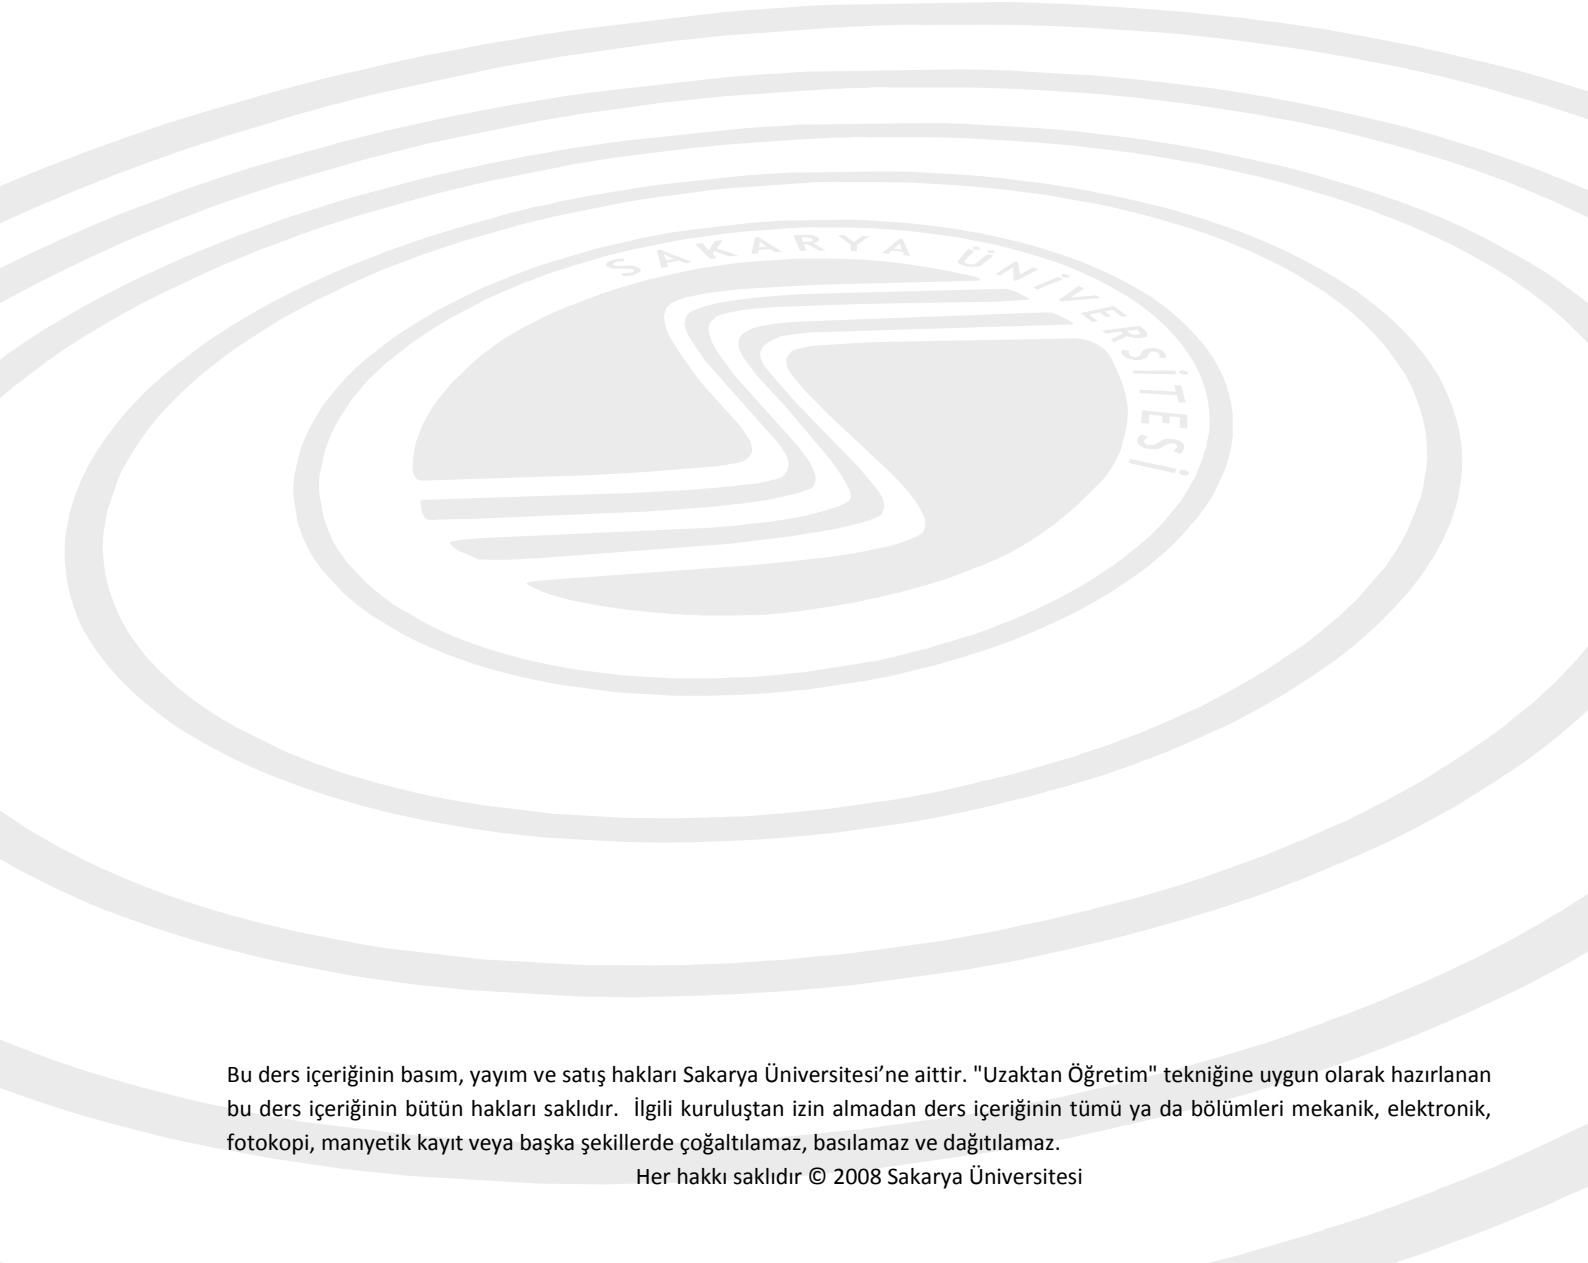 SAKARYA ÜNİVERSİTESİ
Bu ders içeriğinin basım, yayım ve satış hakları Sakarya Üniversitesi’ne aittir. "Uzaktan Öğretim" tekniğine uygun olarak hazırlanan
bu ders içeriğinin bütün hakları saklıdır.  İlgili kuruluştan izin almadan ders içeriğinin tümü ya da bölümleri mekanik, elektronik,
fotokopi, manyetik kayıt veya başka şekillerde çoğaltılamaz, basılamaz ve dağıtılamaz.
Her hakkı saklıdır © 2008 Sakarya Üniversitesi